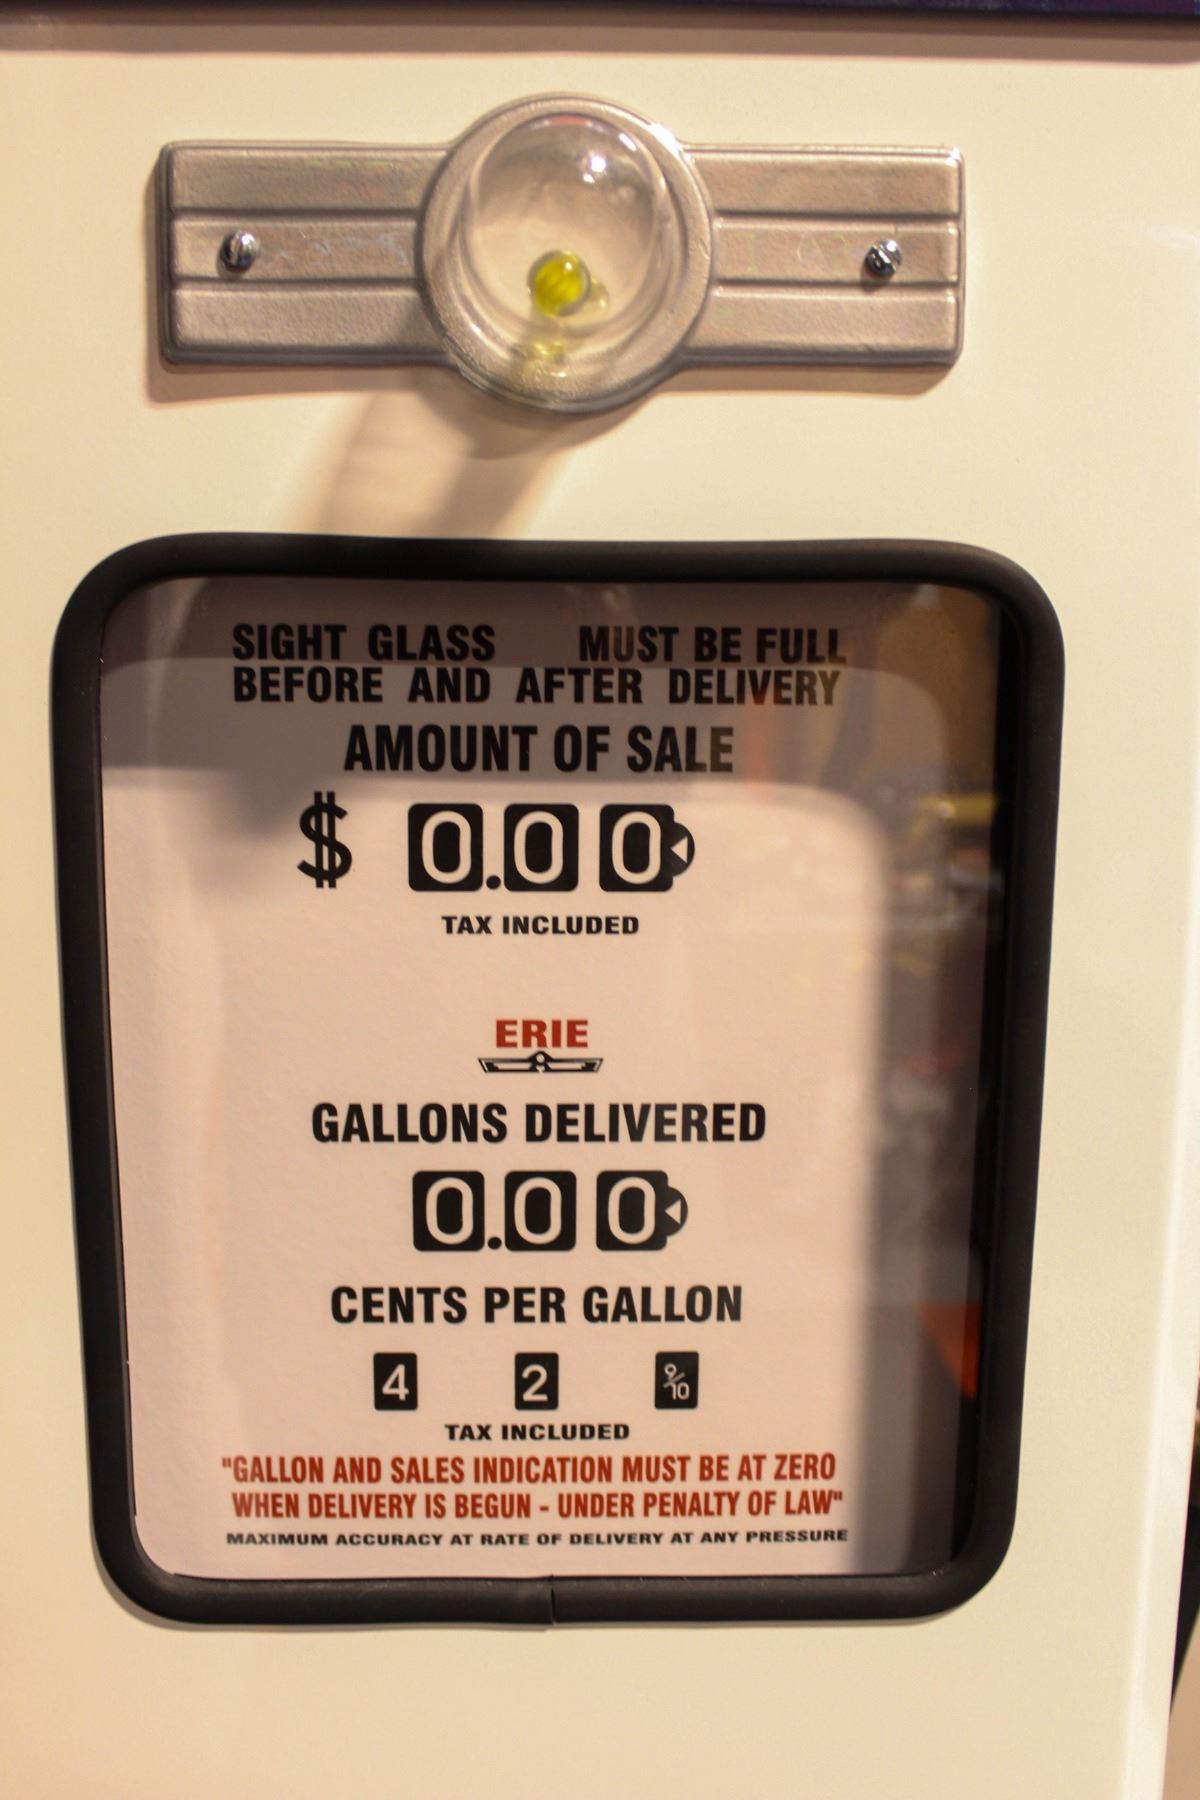 SIGHT GLASS MUST BE FULL
BEFORE AND AFTER DELIVERY
AMOUNT OF SALE
$ 0.00
TAX INCLUDED
ERIE
GALLONS DELIVERED
0.00
CENTS PER GALLON
4 2 9/10
TAX INCLUDED
"GALLON AND SALES INDICATION MUST BE AT ZERO
WHEN DELIVERY IS BEGUN - UNDER PENALTY OF LAW"
MAXIMUM ACCURACY AT RATE OF DELIVERY AT ANY PRESSURE